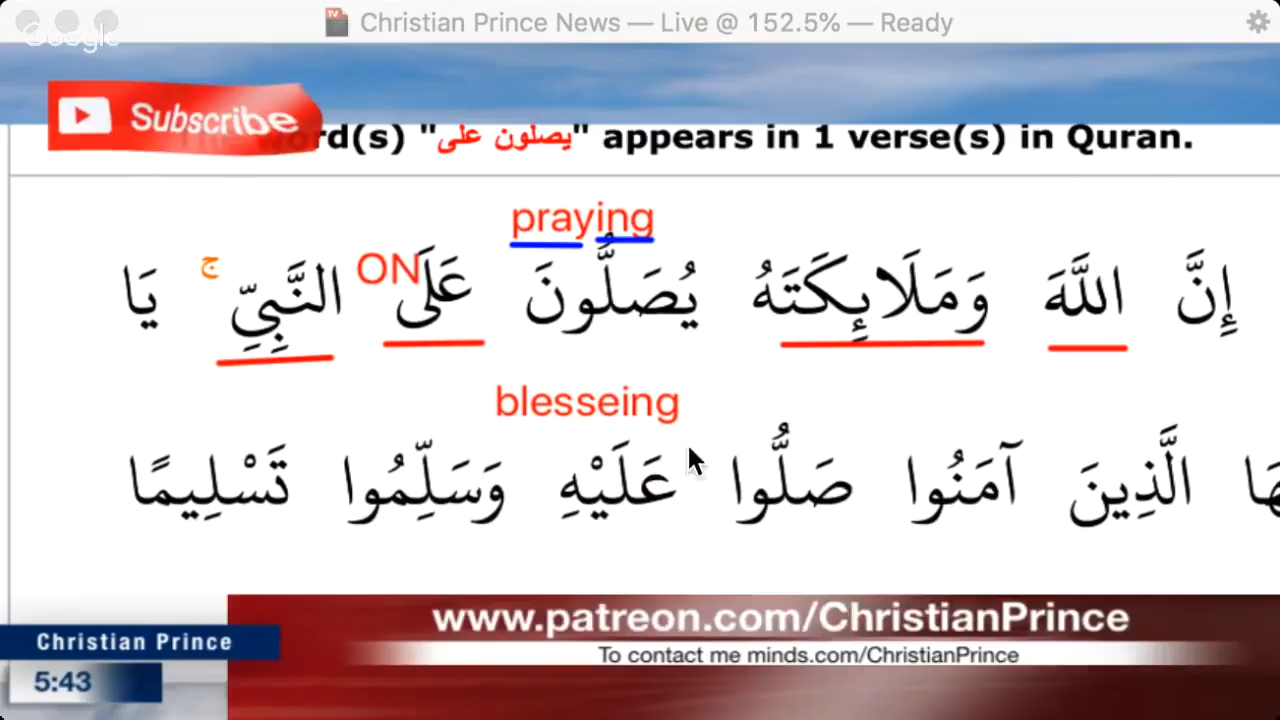 Google
Christian Prince News — Live @ 152.5% — Ready
Subscribe
rd(s) "يصلون على" appears in 1 verse(s) in Quran.
praying
ON
إِنَّ اللَّهَ وَمَلَائِكَتَهُ يُصَلُّونَ عَلَى النَّبِيِّ ۚ يَا
blesseing
هَا الَّذِينَ آمَنُوا صَلُّوا عَلَيْهِ وَسَلِّمُوا تَسْلِيمًا
www.patreon.com/ChristianPrince
To contact me minds.com/ChristianPrince
Christian Prince
5:43